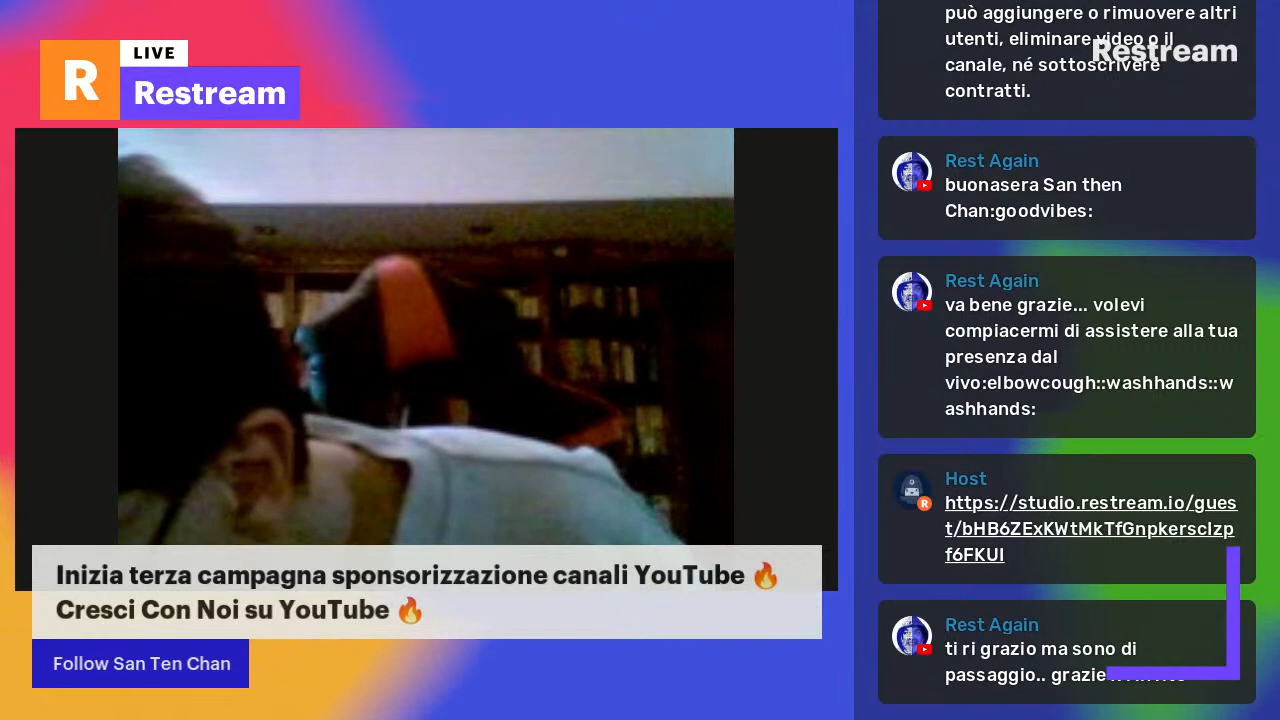 R
LIVE
Restream
Inizia terza campagna sponsorizzazione canali YouTube 🔥
Cresci Con Noi su YouTube 🔥
Follow San Ten Chan
può aggiungere o rimuovere altri
utenti, eliminare video o il
canale, né sottoscrivere
contratti.
Restream
Rest Again
buonasera San then
Chan:goodvibes:
Rest Again
va bene grazie... volevi
compiacermi di assistere alla tua
presenza dal
vivo:elbowcough::washhands::w
ashhands:
Host
https://studio.restream.io/gues
t/bHB6ZExKWtMkTfGnpkersclzp
f6FKUI
Rest Again
ti ri grazio ma sono di
passaggio.. grazie